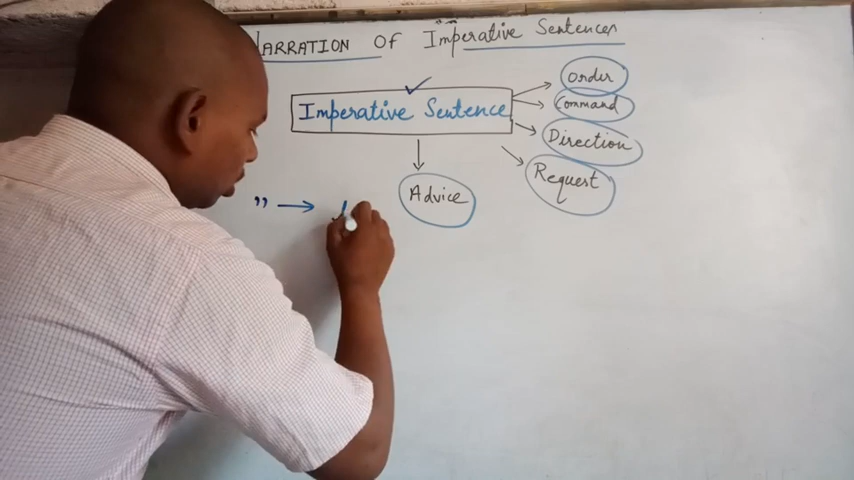 NARRATION OF Imperative Sentences
Order
Imperative Sentence
Command
Direction
Request
Advice
" →